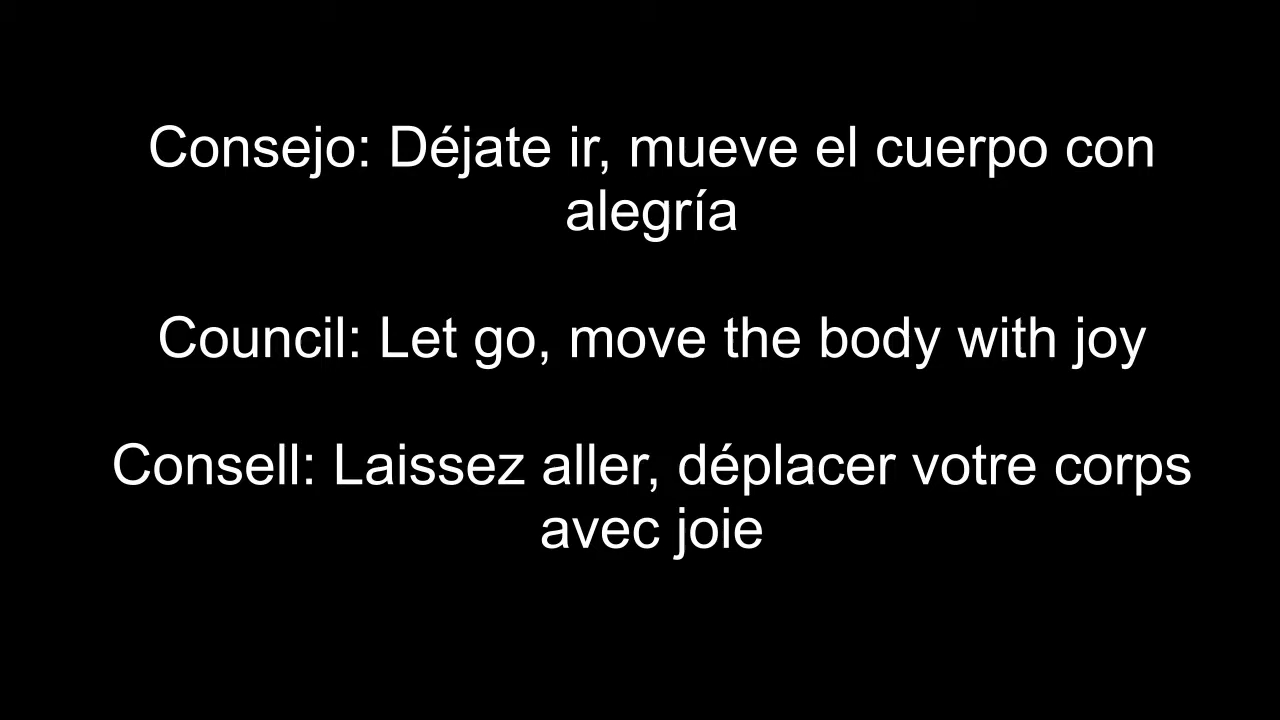 Consejo: Déjate ir, mueve el cuerpo con
alegría
Council: Let go, move the body with joy
Consell: Laissez aller, déplacer votre corps
avec joie